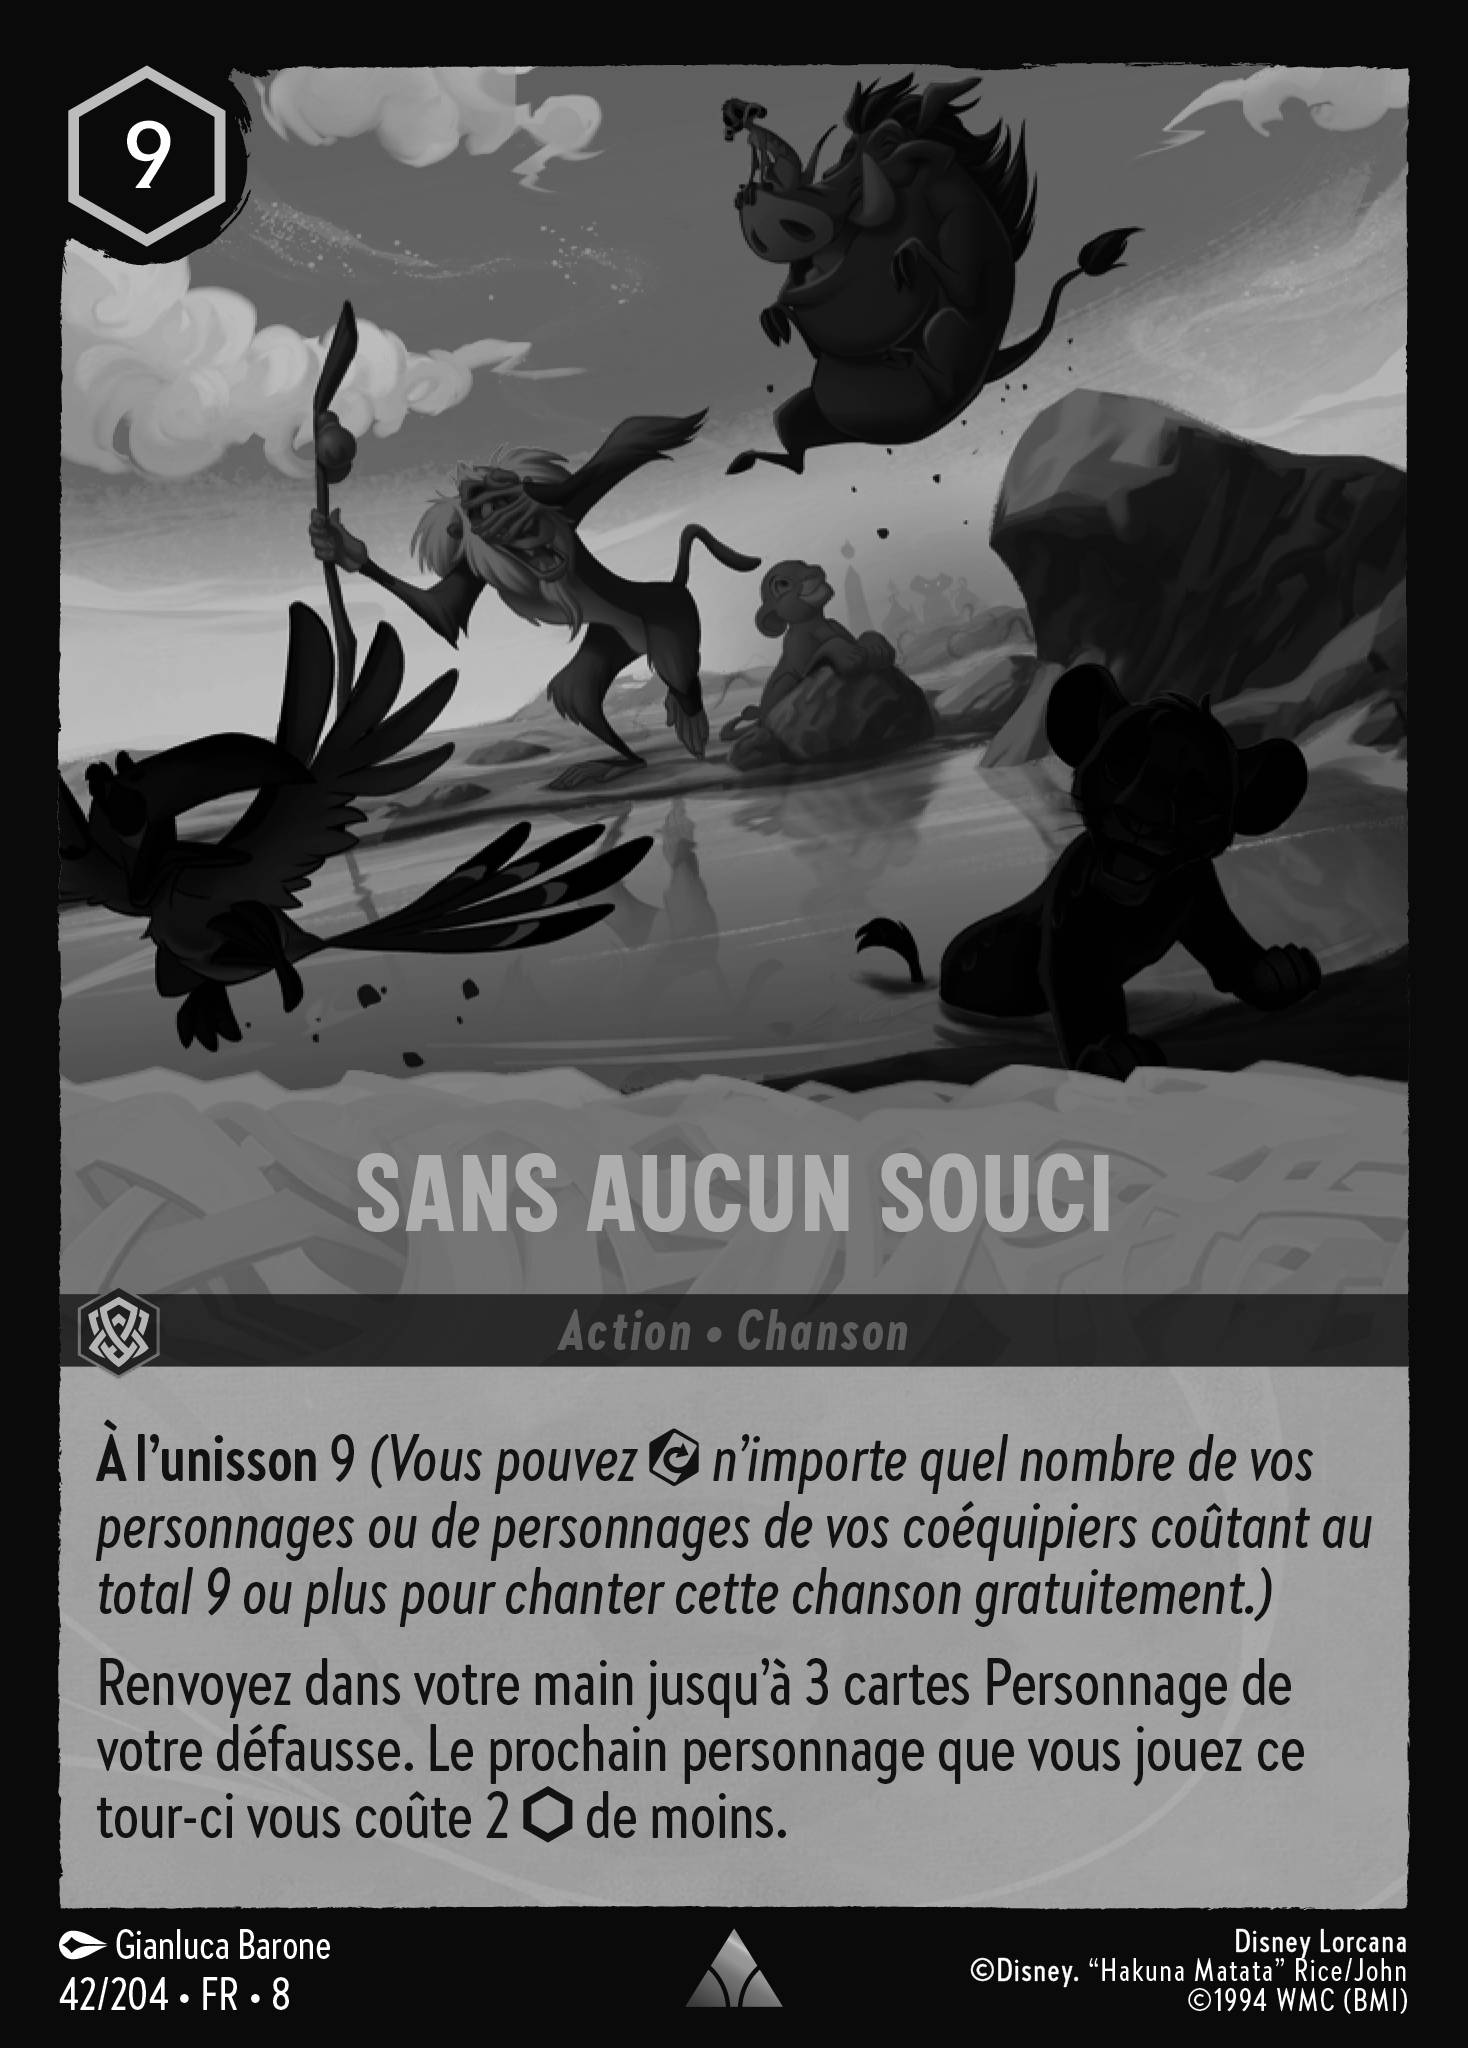 9
SANS AUCUN SOUCI
Action • Chanson
À l’unisson 9 (Vous pouvez n’importe quel nombre de vos
personnages ou de personnages de vos coéquipiers coûtant au
total 9 ou plus pour chanter cette chanson gratuitement.)
Renvoyez dans votre main jusqu’à 3 cartes Personnage de
votre défausse. Le prochain personnage que vous jouez ce
tour-ci vous coûte 2 de moins.
Gianluca Barone
42/204 • FR • 8
Disney Lorcana
©Disney. “Hakuna Matata” Rice/John
©1994 WMC (BMI)